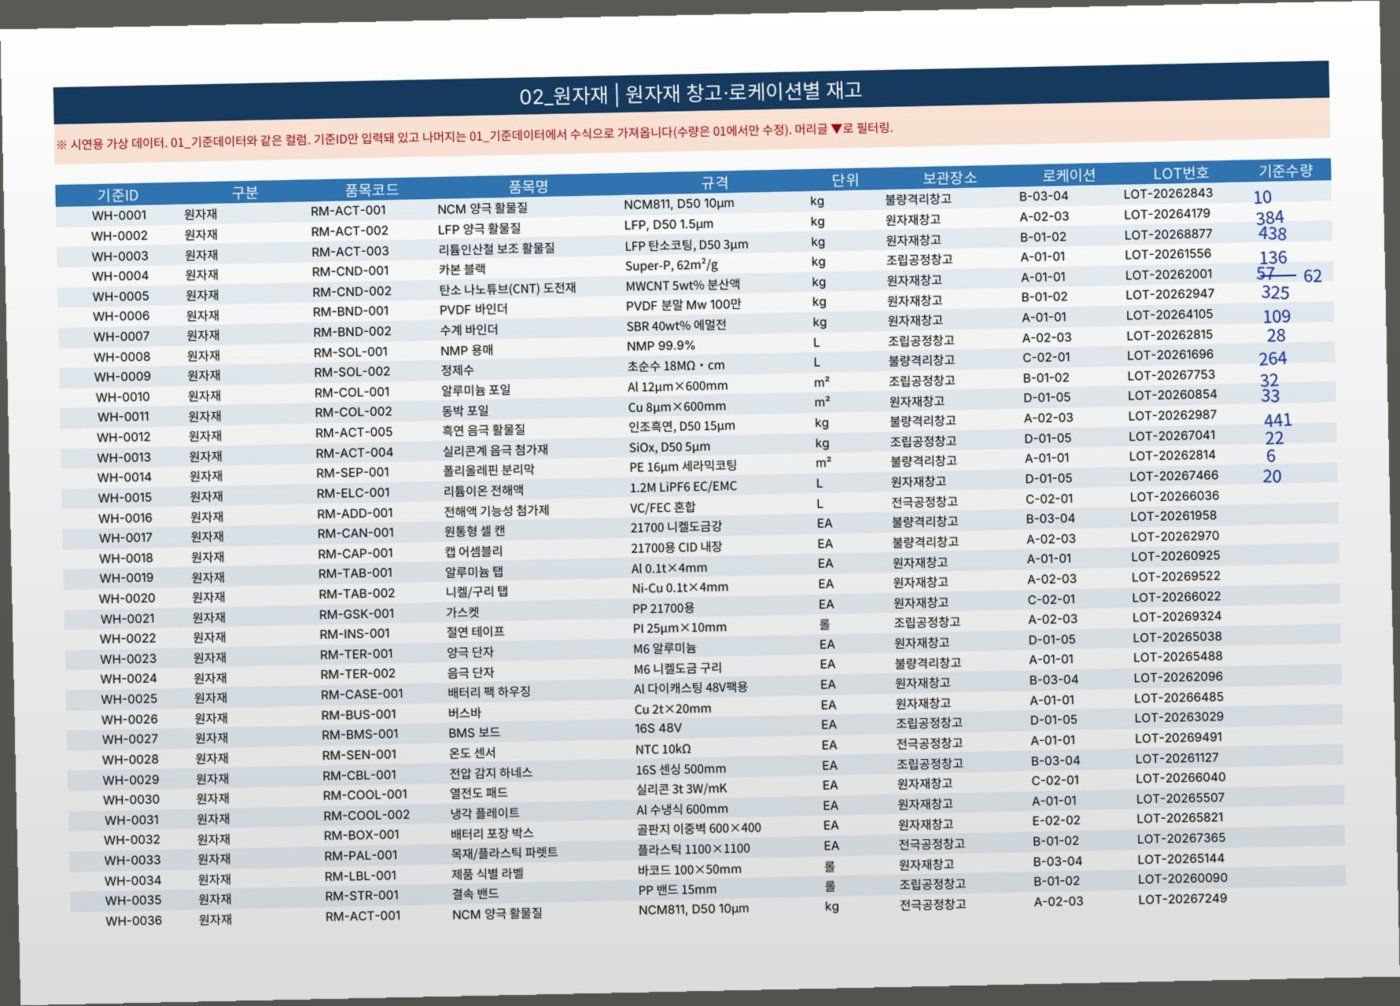 02_원자재 | 원자재 창고·로케이션별 재고
※ 시연용 가상 데이터. 01_기준데이터와 같은 컬럼. 기준ID만 입력돼 있고 나머지는 01_기준데이터에서 수식으로 가져옵니다(수량은 01에서만 수정). 머리글 ▼로 필터링.
기준ID 구분 품목코드 품목명 규격 단위 보관장소 로케이션 LOT번호 기준수량
WH-0001 원자재 RM-ACT-001 NCM 양극 활물질 NCM811, D50 10μm kg 불량격리창고 B-03-04 LOT-20262843 10
WH-0002 원자재 RM-ACT-002 LFP 양극 활물질 LFP, D50 1.5μm kg 원자재창고 A-02-03 LOT-20264179 384
WH-0003 원자재 RM-ACT-003 리튬인산철 보조 활물질 LFP 탄소코팅, D50 3μm kg 원자재창고 B-01-02 LOT-20268877 438
WH-0004 원자재 RM-CND-001 카본 블랙 Super-P, 62m²/g kg 조립공정창고 A-01-01 LOT-20261556 136
WH-0005 원자재 RM-CND-002 탄소 나노튜브(CNT) 도전재 MWCNT 5wt% 분산액 kg 원자재창고 A-01-01 LOT-20262001 57 62
WH-0006 원자재 RM-BND-001 PVDF 바인더 PVDF 분말 Mw 100만 kg 원자재창고 B-01-02 LOT-20262947 325
WH-0007 원자재 RM-BND-002 수계 바인더 SBR 40wt% 에멀전 kg 원자재창고 A-01-01 LOT-20264105 109
WH-0008 원자재 RM-SOL-001 NMP 용매 NMP 99.9% L 조립공정창고 A-02-03 LOT-20262815 28
WH-0009 원자재 RM-SOL-002 정제수 초순수 18MΩ・cm L 불량격리창고 C-02-01 LOT-20261696 264
WH-0010 원자재 RM-COL-001 알루미늄 포일 Al 12μm×600mm m² 조립공정창고 B-01-02 LOT-20267753 32
WH-0011 원자재 RM-COL-002 동박 포일 Cu 8μm×600mm m² 원자재창고 D-01-05 LOT-20260854 33
WH-0012 원자재 RM-ACT-005 흑연 음극 활물질 인조흑연, D50 15μm kg 불량격리창고 A-02-03 LOT-20262987 441
WH-0013 원자재 RM-ACT-004 실리콘계 음극 첨가재 SiOx, D50 5μm kg 조립공정창고 D-01-05 LOT-20267041 22
WH-0014 원자재 RM-SEP-001 폴리올레핀 분리막 PE 16μm 세라믹코팅 m² 불량격리창고 A-01-01 LOT-20262814 6
WH-0015 원자재 RM-ELC-001 리튬이온 전해액 1.2M LiPF6 EC/EMC L 원자재창고 D-01-05 LOT-20267466 20
WH-0016 원자재 RM-ADD-001 전해액 기능성 첨가제 VC/FEC 혼합 L 전극공정창고 C-02-01 LOT-20266036
WH-0017 원자재 RM-CAN-001 원통형 셀 캔 21700 니켈도금강 EA 불량격리창고 B-03-04 LOT-20261958
WH-0018 원자재 RM-CAP-001 캡 어셈블리 21700용 CID 내장 EA 불량격리창고 A-02-03 LOT-20262970
WH-0019 원자재 RM-TAB-001 알루미늄 탭 Al 0.1t×4mm EA 원자재창고 A-01-01 LOT-20260925
WH-0020 원자재 RM-TAB-002 니켈/구리 탭 Ni-Cu 0.1t×4mm EA 원자재창고 A-02-03 LOT-20269522
WH-0021 원자재 RM-GSK-001 가스켓 PP 21700용 EA 원자재창고 C-02-01 LOT-20266022
WH-0022 원자재 RM-INS-001 절연 테이프 PI 25μm×10mm 롤 조립공정창고 A-02-03 LOT-20269324
WH-0023 원자재 RM-TER-001 양극 단자 M6 알루미늄 EA 원자재창고 D-01-05 LOT-20265038
WH-0024 원자재 RM-TER-002 음극 단자 M6 니켈도금 구리 EA 불량격리창고 A-01-01 LOT-20265488
WH-0025 원자재 RM-CASE-001 배터리 팩 하우징 Al 다이캐스팅 48V팩용 EA 원자재창고 B-03-04 LOT-20262096
WH-0026 원자재 RM-BUS-001 버스바 Cu 2t×20mm EA 원자재창고 A-01-01 LOT-20266485
WH-0027 원자재 RM-BMS-001 BMS 보드 16S 48V EA 조립공정창고 D-01-05 LOT-20263029
WH-0028 원자재 RM-SEN-001 온도 센서 NTC 10kΩ EA 전극공정창고 A-01-01 LOT-20269491
WH-0029 원자재 RM-CBL-001 전압 감지 하네스 16S 센싱 500mm EA 조립공정창고 B-03-04 LOT-20261127
WH-0030 원자재 RM-COOL-001 열전도 패드 실리콘 3t 3W/mK EA 원자재창고 C-02-01 LOT-20266040
WH-0031 원자재 RM-COOL-002 냉각 플레이트 Al 수냉식 600mm EA 원자재창고 A-01-01 LOT-20265507
WH-0032 원자재 RM-BOX-001 배터리 포장 박스 골판지 이중벽 600×400 EA 원자재창고 E-02-02 LOT-20265821
WH-0033 원자재 RM-PAL-001 목재/플라스틱 파렛트 플라스틱 1100×1100 EA 전극공정창고 B-01-02 LOT-20267365
WH-0034 원자재 RM-LBL-001 제품 식별 라벨 바코드 100×50mm 롤 원자재창고 B-03-04 LOT-20265144
WH-0035 원자재 RM-STR-001 결속 밴드 PP 밴드 15mm 롤 조립공정창고 B-01-02 LOT-20260090
WH-0036 원자재 RM-ACT-001 NCM 양극 활물질 NCM811, D50 10μm kg 전극공정창고 A-02-03 LOT-20267249